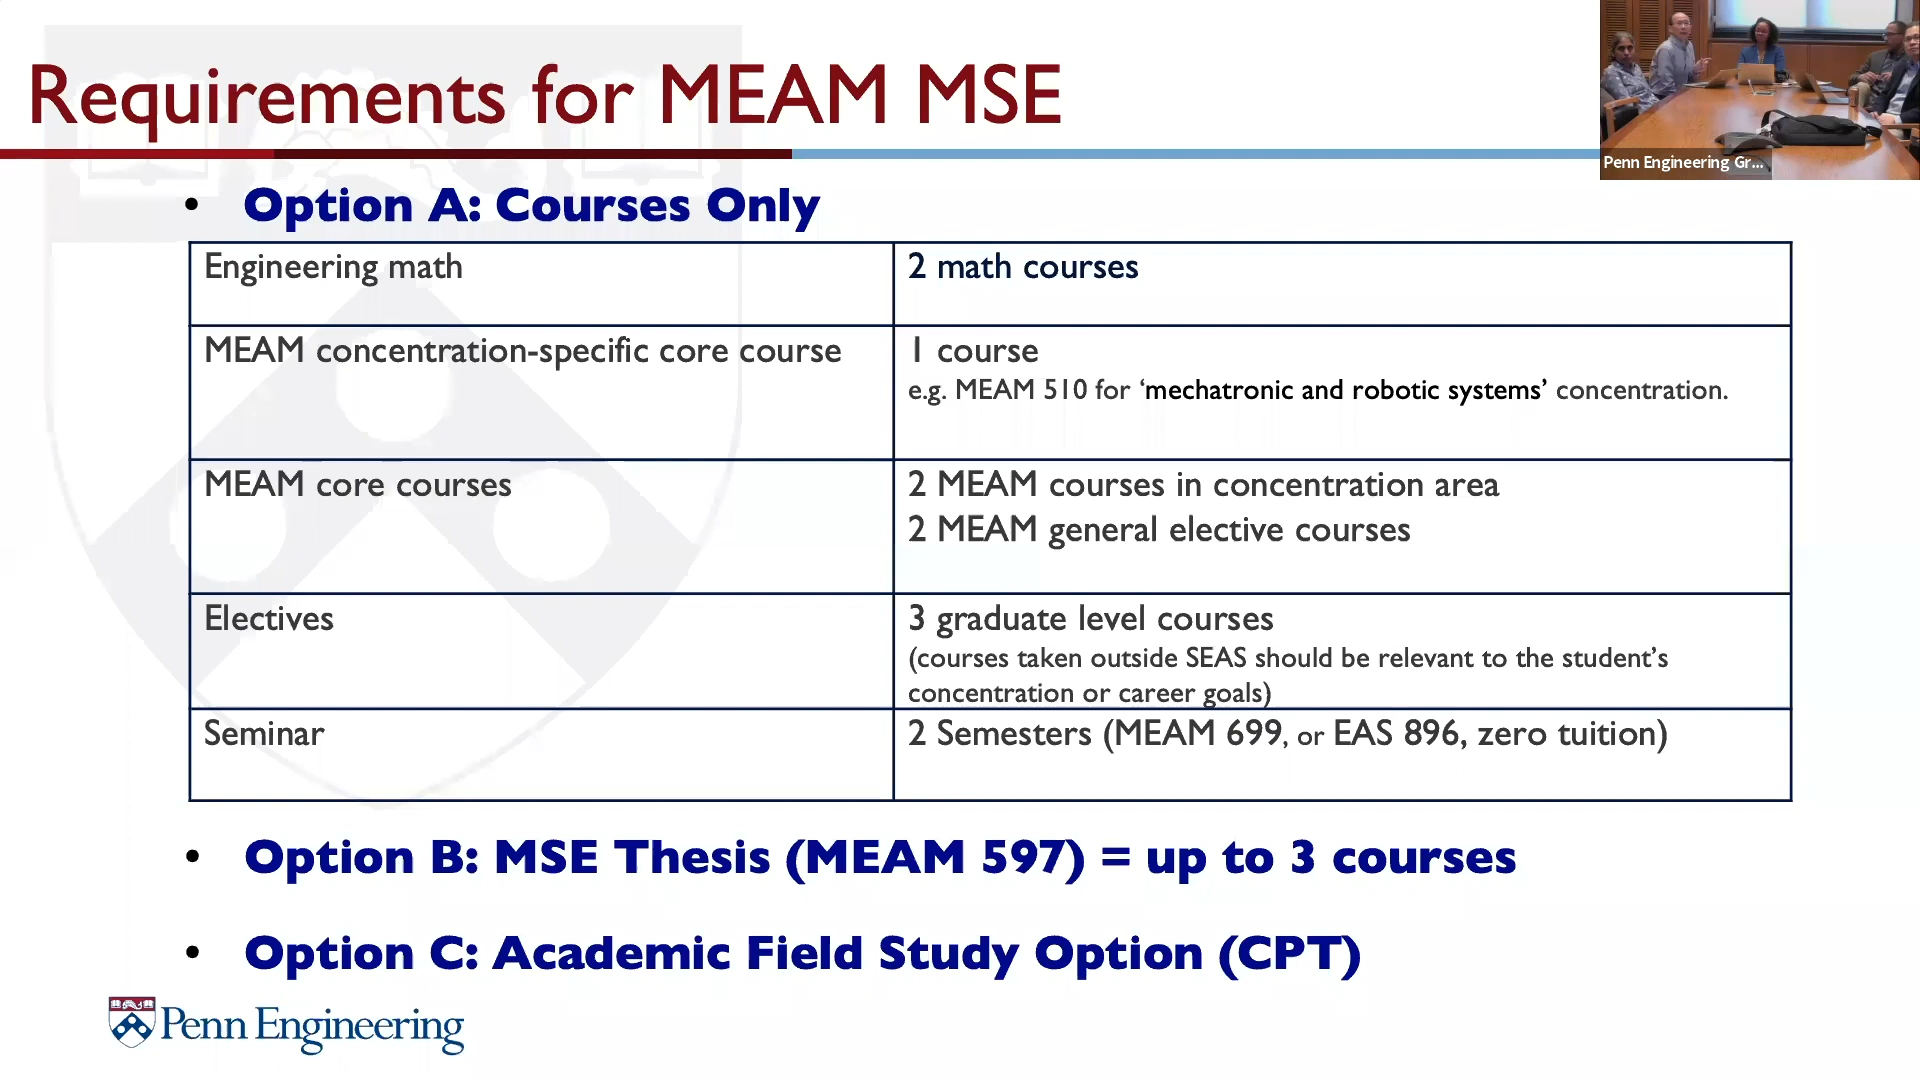 Requirements for MEAM MSE
Penn Engineering Gr...
• Option A: Courses Only
Engineering math
2 math courses
MEAM concentration-specific core course
1 course
e.g. MEAM 510 for ‘mechatronic and robotic systems’ concentration.
MEAM core courses
2 MEAM courses in concentration area
2 MEAM general elective courses
Electives
3 graduate level courses
(courses taken outside SEAS should be relevant to the student’s
concentration or career goals)
Seminar
2 Semesters (MEAM 699, or EAS 896, zero tuition)
• Option B: MSE Thesis (MEAM 597) = up to 3 courses
• Option C: Academic Field Study Option (CPT)
Penn Engineering